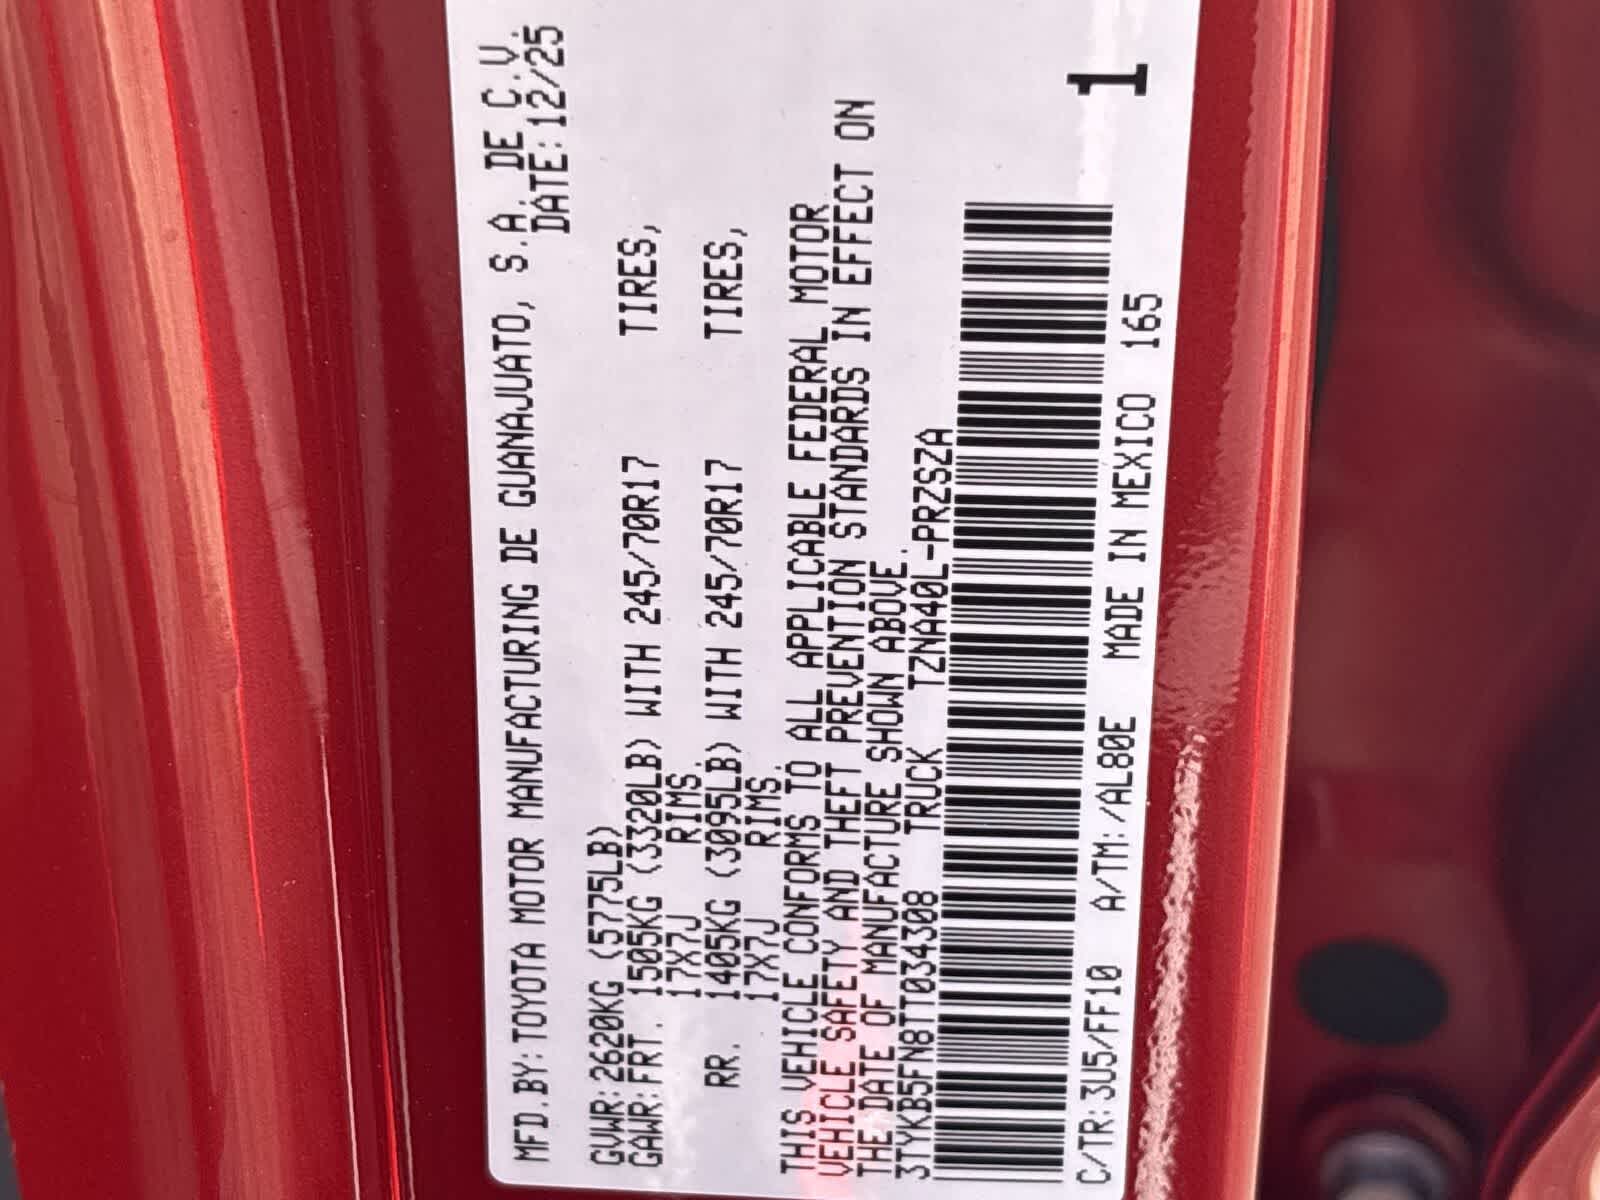 MFD.BY:TOYOTA MOTOR MANUFACTURING DE GUANAJUATO, S.A. DE C.V.
DATE:12/25
GVWR:2620KG (5775LB)
GAWR:FRT. 1505KG (3320LB) WITH 245/70R17 TIRES,
17X7J RIMS.
RR. 1405KG (3095LB) WITH 245/70R17 TIRES,
17X7J RIMS.
THIS VEHICLE CONFORMS TO ALL APPLICABLE FEDERAL MOTOR
VEHICLE SAFETY AND THEFT PREVENTION STANDARDS IN EFFECT ON
THE DATE OF MANUFACTURE SHOWN ABOVE.
3TYKB5FN8TT034308 TRUCK TZNA40L-PRZSZA
C/TR:3U5/FF10 A/TM:/AL80E MADE IN MEXICO 165
1